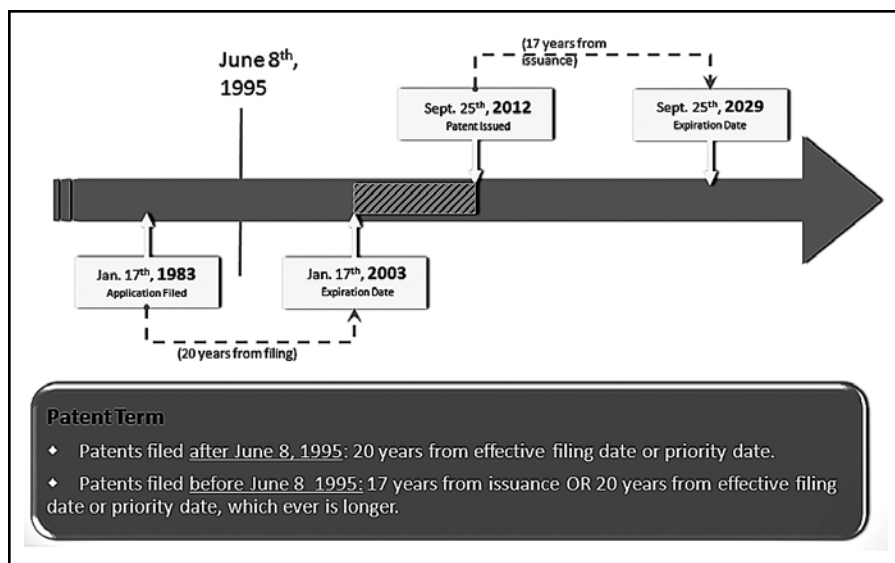 June 8th,
1995
(17 years from
issuance)
Sept. 25th, 2012
Patent Issued
Sept. 25th, 2029
Expiration Date
Jan. 17th, 1983
Application Filed
Jan. 17th, 2003
Expiration Date
(20 years from filing)
Patent Term
◆ Patents filed after June 8, 1995: 20 years from effective filing date or priority date.
◆ Patents filed before June 8 1995: 17 years from issuance OR 20 years from effective filing
date or priority date, which ever is longer.